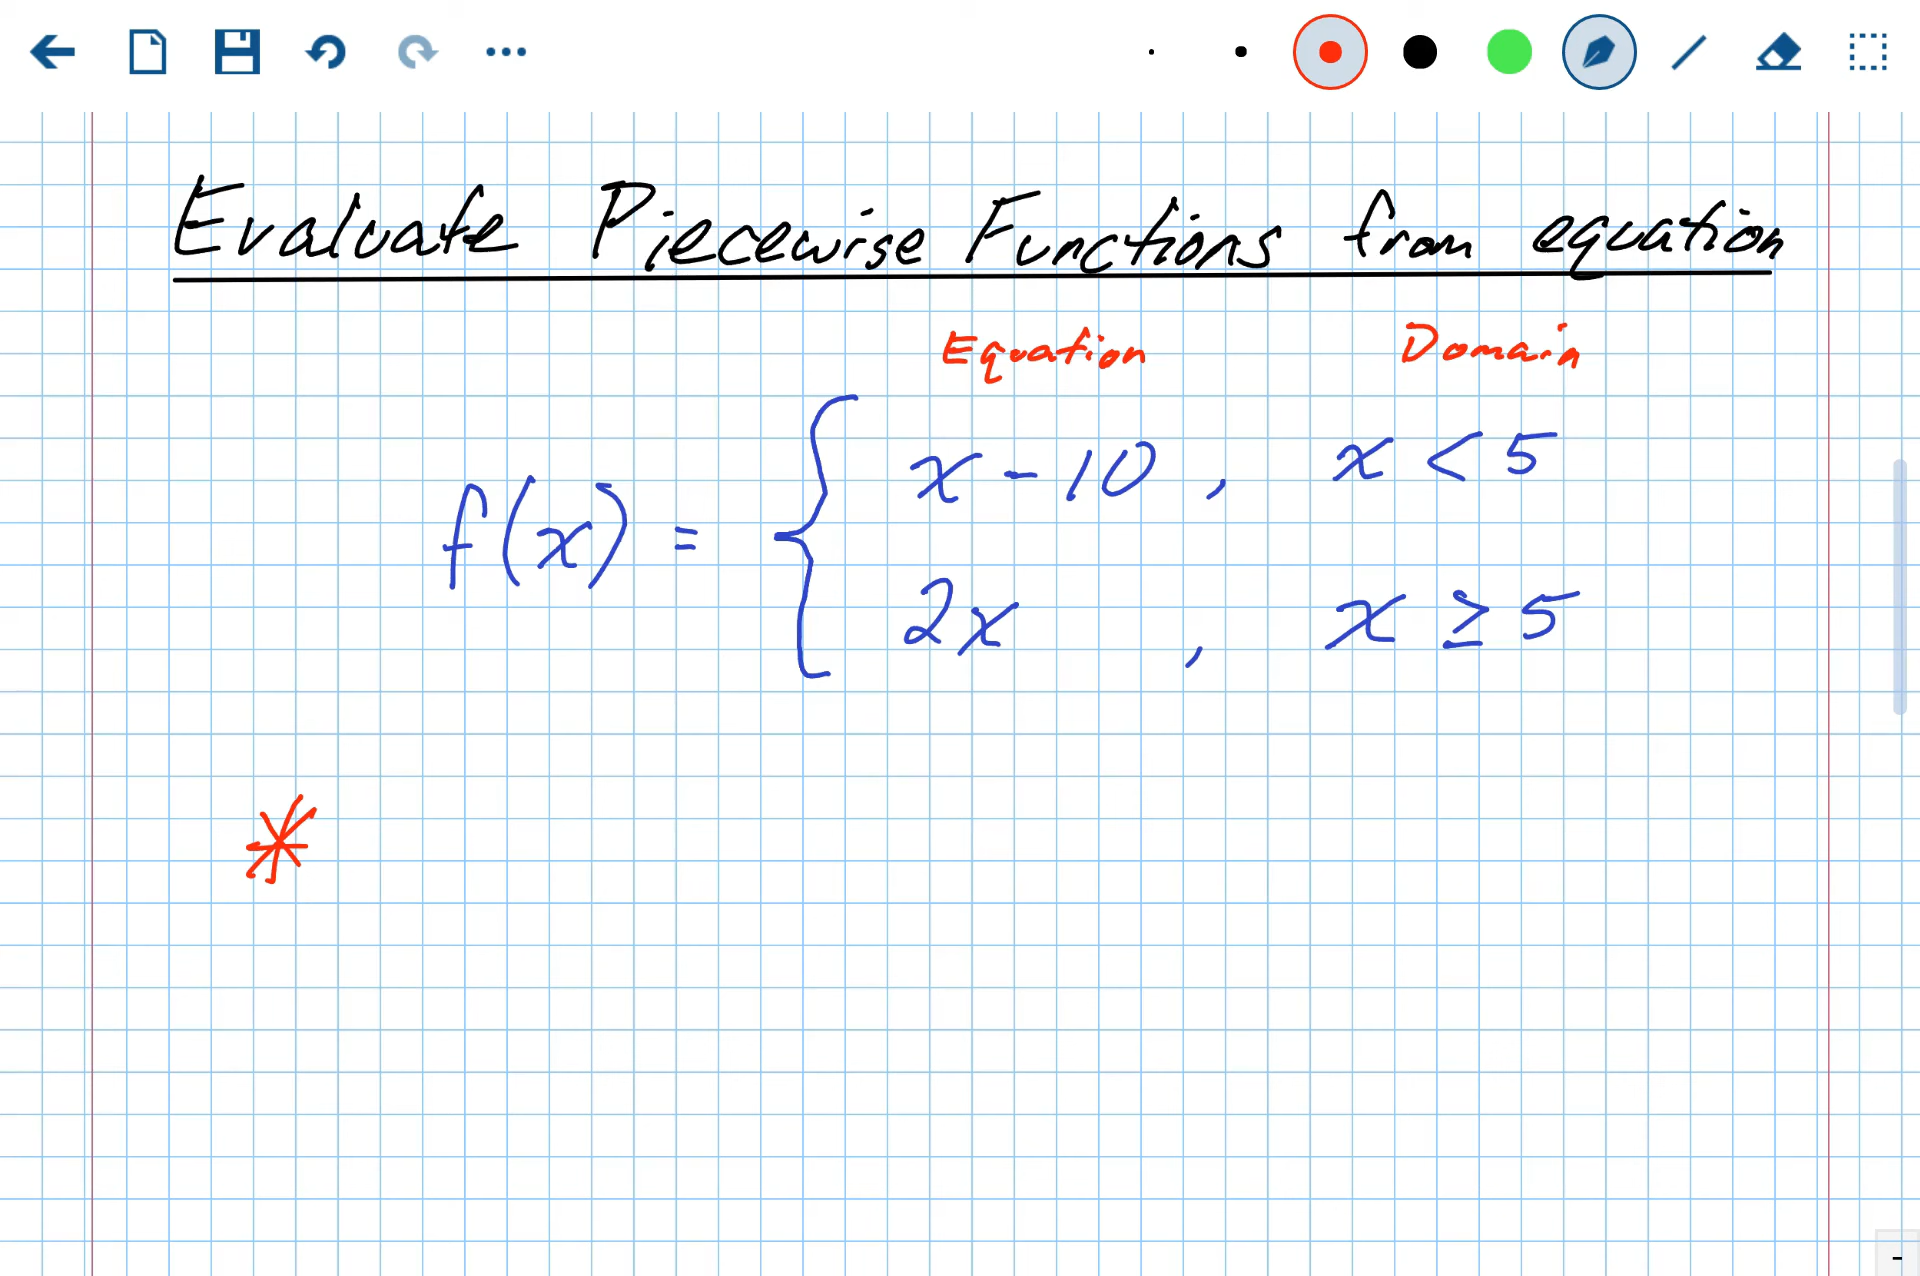 Evaluate Piecewise Functions from equation
Equation Domain
x - 10 , x < 5
f(x) =
2x , x ≥ 5
*